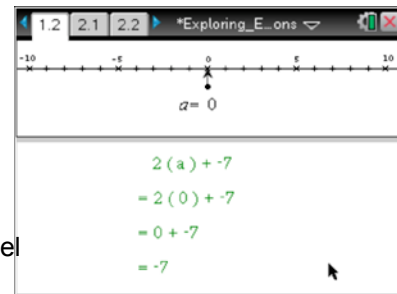 1.2 2.1 2.2 *Exploring_E...ons
-10 -5 0 5 10
a= 0
2(a)+-7
=2(0)+-7
=0+-7
el
=-7